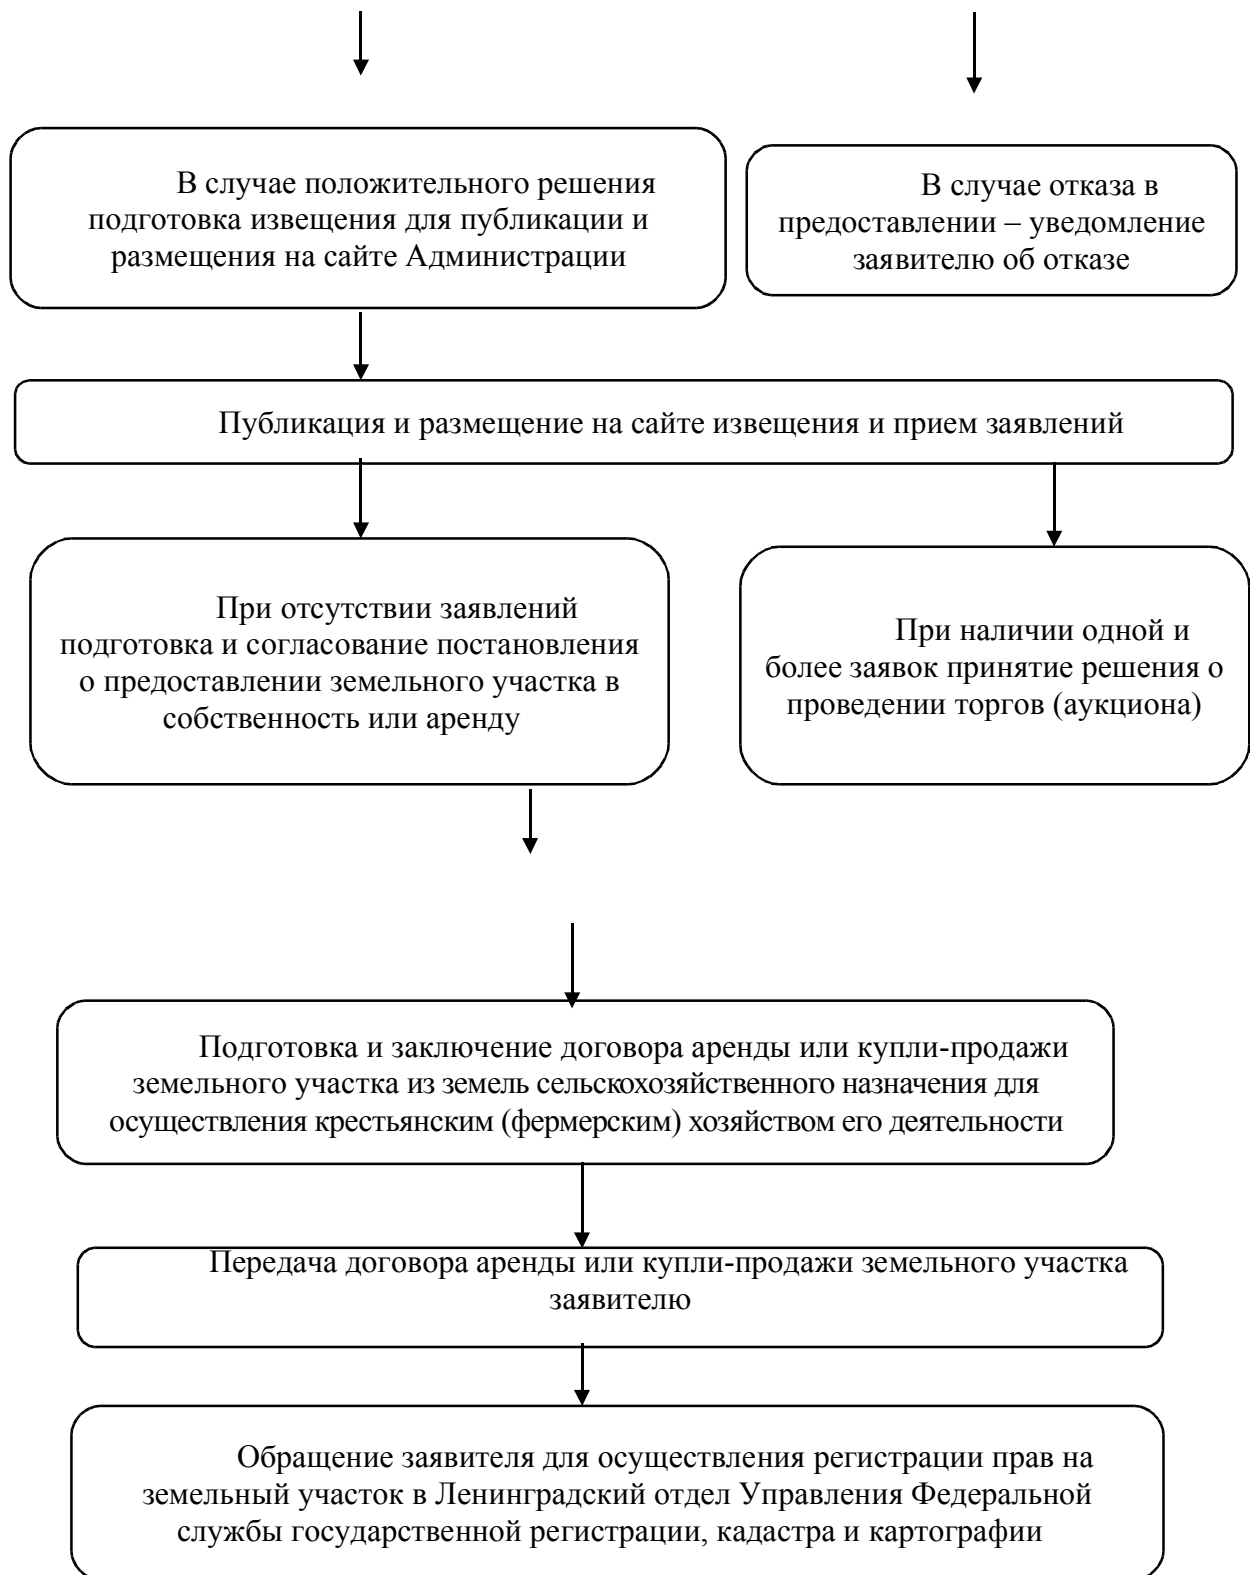 В случае положительного решения
подготовка извещения для публикации и
размещения на сайте Администрации
В случае отказа в
предоставлении – уведомление
заявителю об отказе
Публикация и размещение на сайте извещения и прием заявлений
При отсутствии заявлений
подготовка и согласование постановления
о предоставлении земельного участка в
собственность или аренду
При наличии одной и
более заявок принятие решения о
проведении торгов (аукциона)
Подготовка и заключение договора аренды или купли-продажи
земельного участка из земель сельскохозяйственного назначения для
осуществления крестьянским (фермерским) хозяйством его деятельности
Передача договора аренды или купли-продажи земельного участка
заявителю
Обращение заявителя для осуществления регистрации прав на
земельный участок в Ленинградский отдел Управления Федеральной
службы государственной регистрации, кадастра и картографии